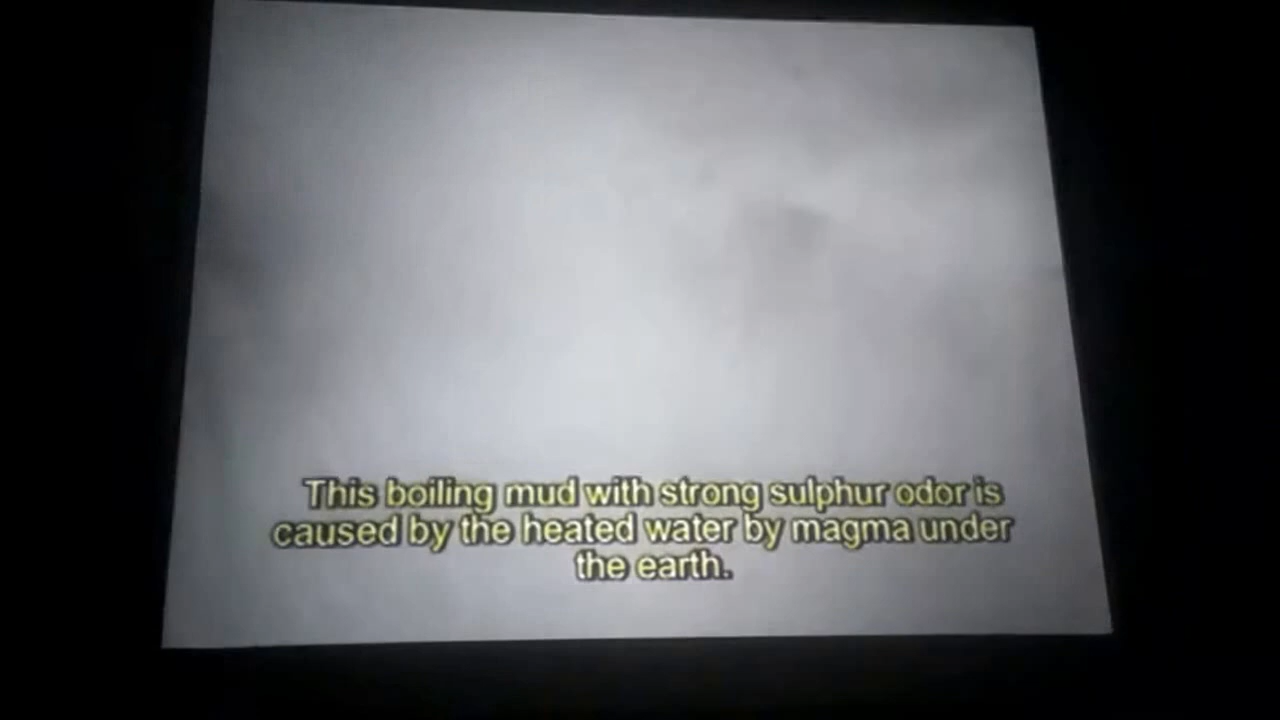 This boiling mud with strong sulphur odor is
caused by the heated water by magma under
the earth.